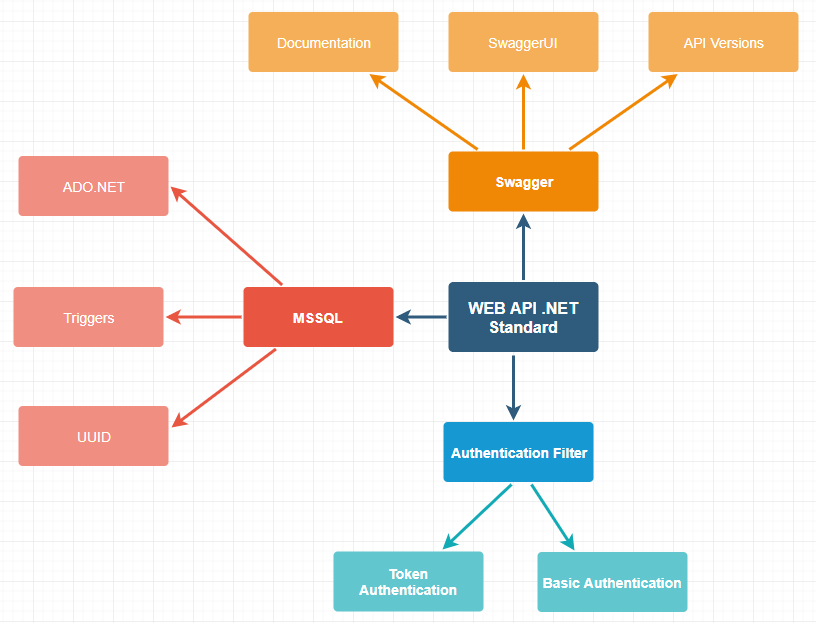 Documentation
SwaggerUI
API Versions
ADO.NET
Swagger
Triggers
MSSQL
WEB API .NET
Standard
UUID
Authentication Filter
Token
Authentication
Basic Authentication